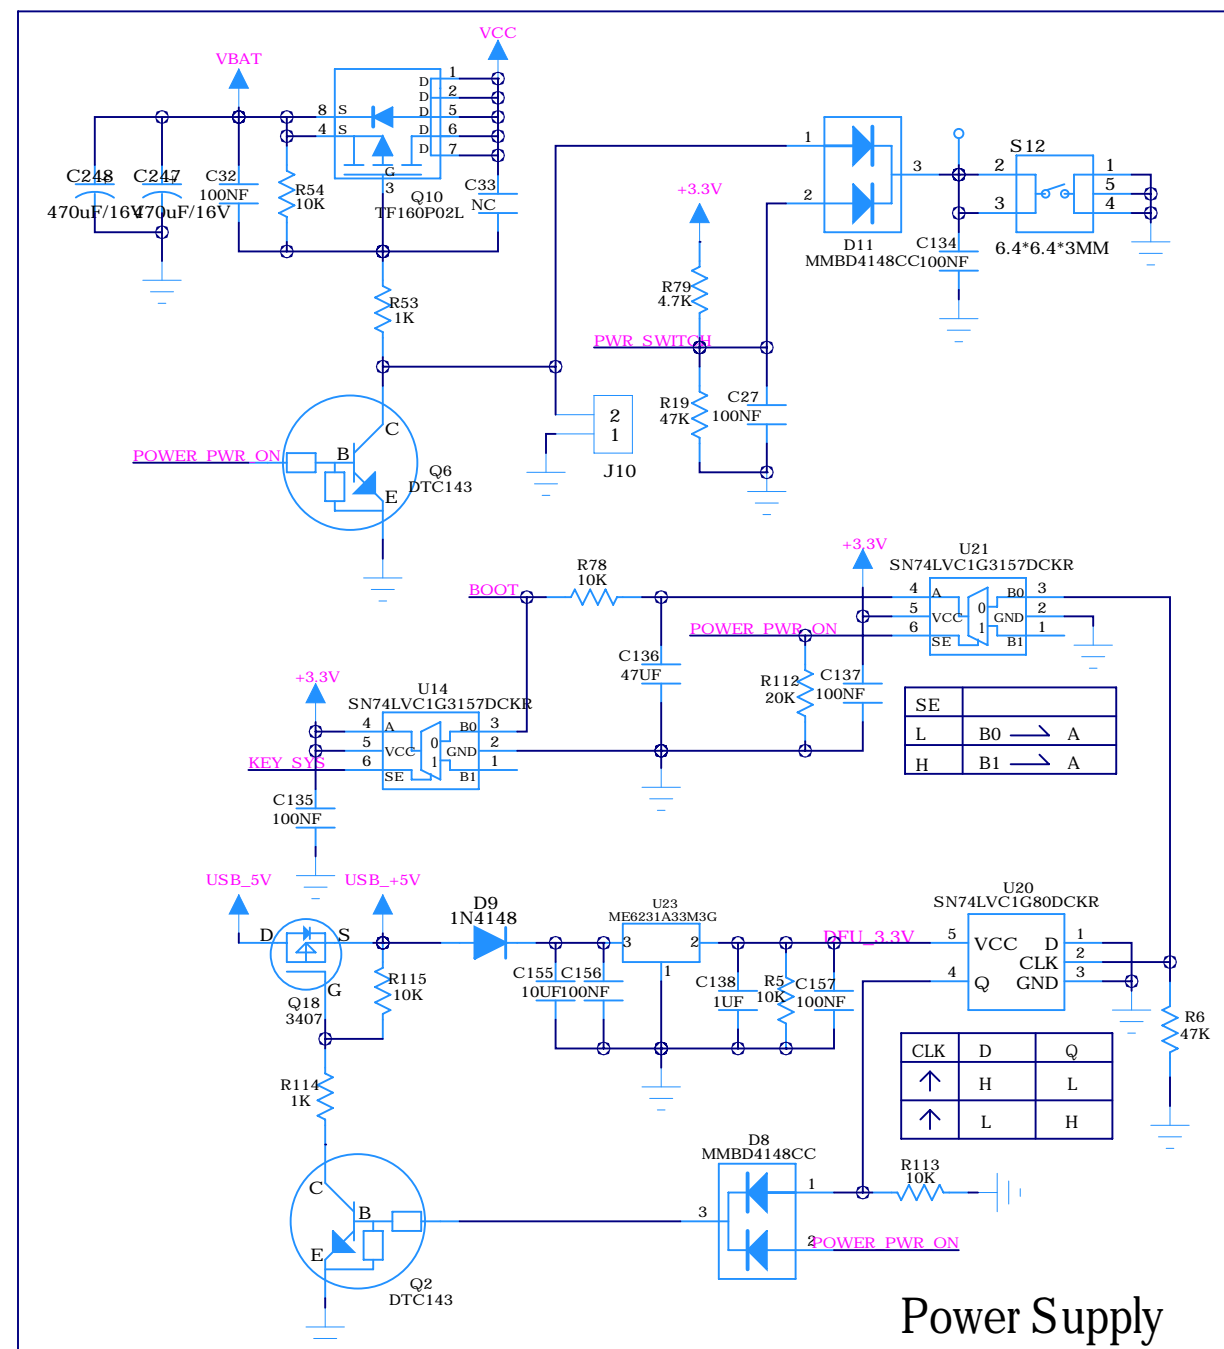 VCC
VBAT
8 S
4 S
D 1
D 2
D 5
D 6
D 7
G
3
C248
470uF/16V
C247
470uF/16V
C32
100NF
R54
10K
Q10
TF160P02L
C33
NC
R53
1K
POWER_PWR_ON
B
C
E
Q6
DTC143
2
1
J10
+3.3V
R79
4.7K
PWR_SWITCH
R19
47K
C27
100NF
1
2
3
D11
MMBD4148CC
C134
100NF
S12
2
3
1
5
4
6.4*6.4*3MM
BOOT
R78
10K
+3.3V
U21
SN74LVC1G3157DCKR
4 A B0 3
5 VCC 0 GND 2
6 SE 1 B1 1
POWER_PWR_ON
C136
47UF
R112
20K
C137
100NF
+3.3V
U14
SN74LVC1G3157DCKR
4 A B0 3
5 VCC 0 GND 2
6 SE 1 B1 1
KEY_SYS
C135
100NF
SE
L B0 A
H B1 A
USB_5V
USB_+5V
D S
G
Q18
3407
R115
10K
R114
1K
D9
1N4148
C155
10UF
C156
100NF
U23
ME6231A33M3G
3 2
1
C138
1UF
R5
10K
C157
100NF
DFU_3.3V
U20
SN74LVC1G80DCKR
5 VCC D 1
CLK 2
4 Q GND 3
R6
47K
CLK D Q
↑ H L
↑ L H
D8
MMBD4148CC
3
1
2
R113
10K
POWER_PWR_ON
C
B
E
Q2
DTC143
Power Supply